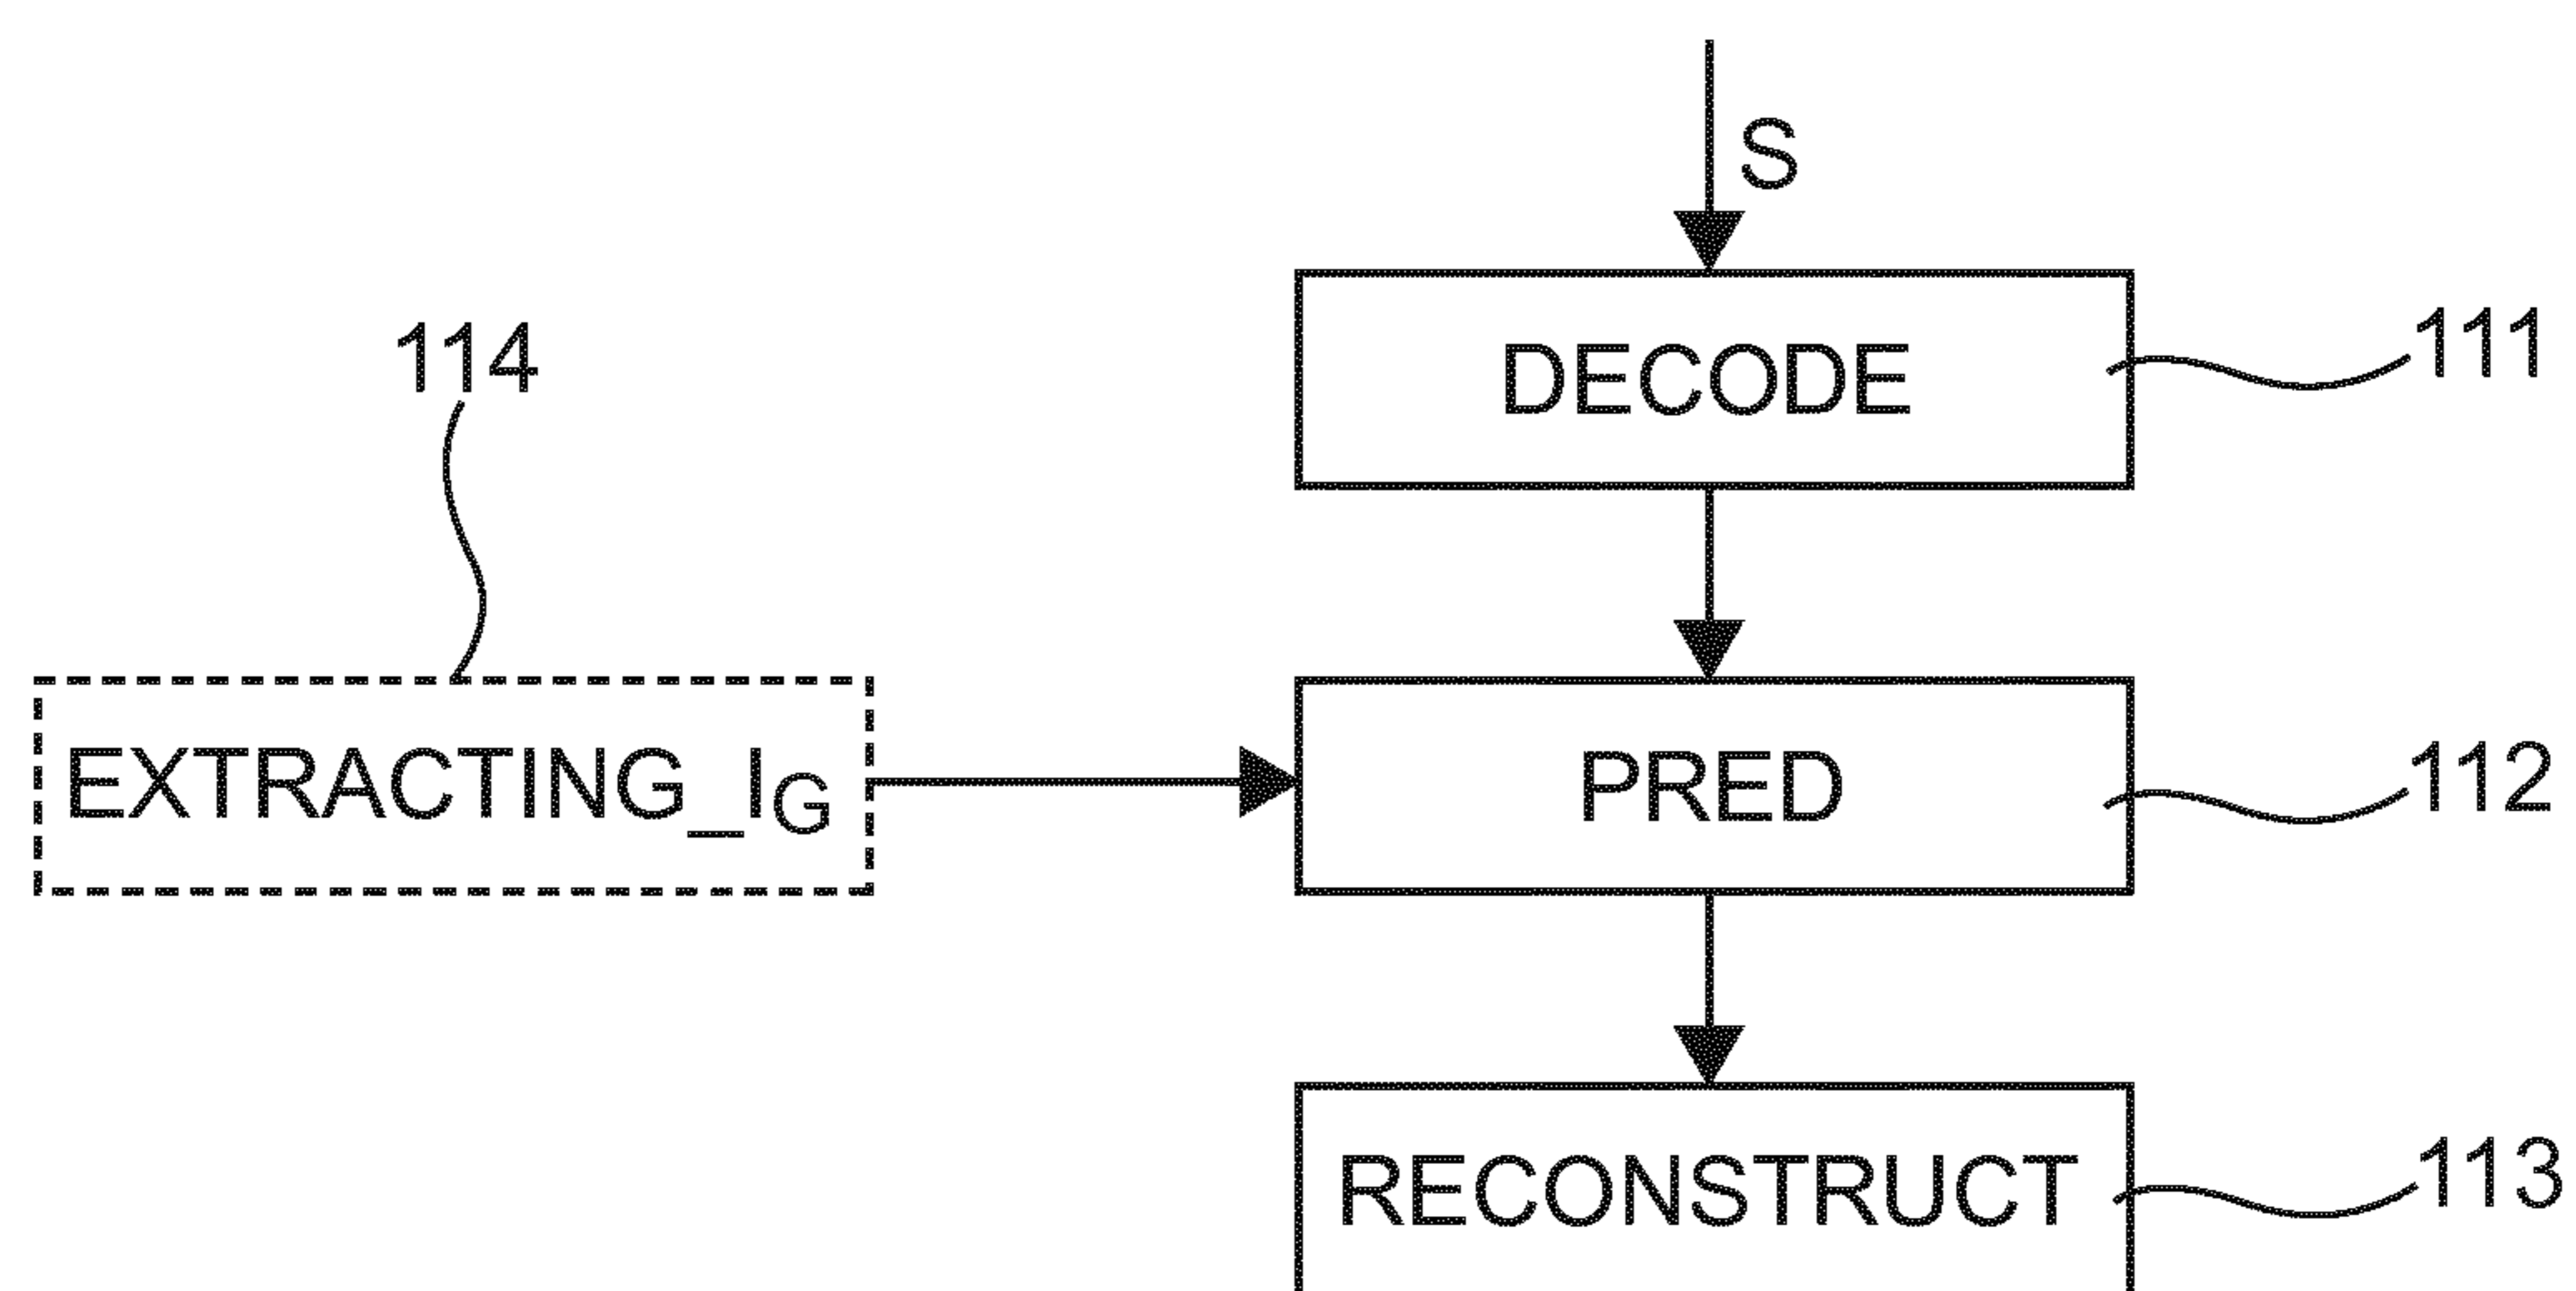 S
DECODE
111
114
EXTRACTING_IG
PRED
112
RECONSTRUCT
113